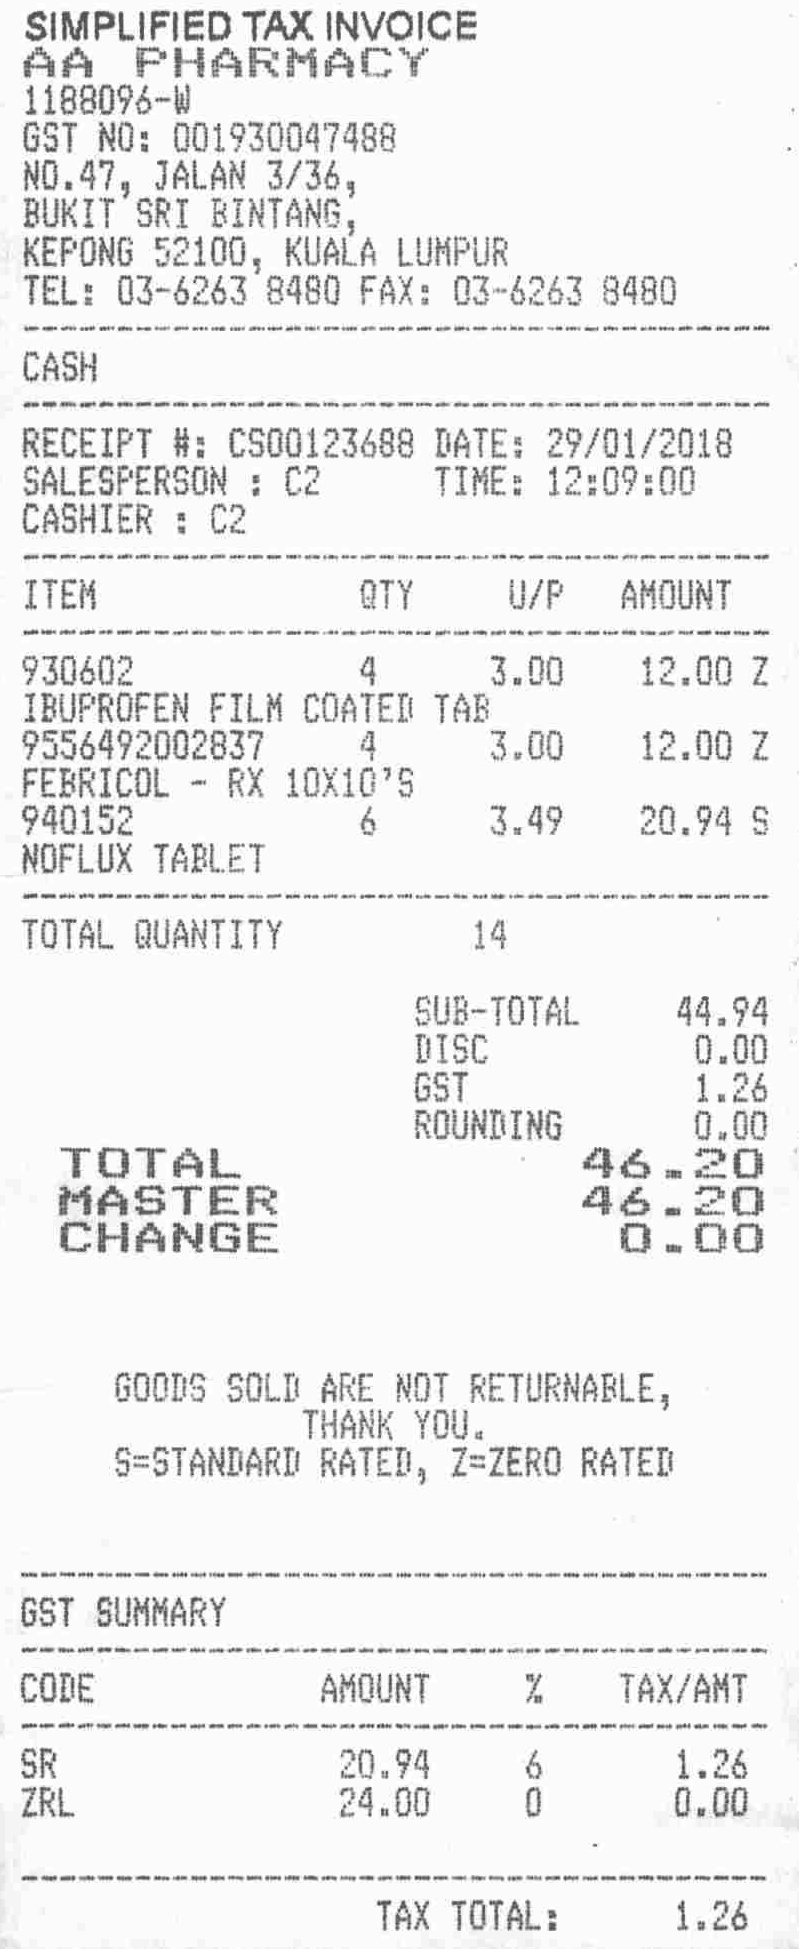 SIMPLIFIED TAX INVOICE
AA PHARMACY
1188096-W
GST NO: 001930047488
NO.47, JALAN 3/36,
BUKIT SRI BINTANG,
KEPONG 52100, KUALA LUMPUR
TEL: 03-6263 8480 FAX: 03-6263 8480
CASH
RECEIPT #: CS00123688 DATE: 29/01/2018
SALESPERSON : C2 TIME: 12:09:00
CASHIER : C2
ITEM QTY U/P AMOUNT
930602 4 3.00 12.00 Z
IBUPROFEN FILM COATED TAB
9556492002837 4 3.00 12.00 Z
FEBRICOL - RX 10X10'S
940152 6 3.49 20.94 S
NOFLUX TABLET
TOTAL QUANTITY 14
SUB-TOTAL 44.94
DISC 0.00
GST 1.26
ROUNDING 0.00
TOTAL 46.20
MASTER 46.20
CHANGE 0.00
GOODS SOLD ARE NOT RETURNABLE,
THANK YOU.
S=STANDARD RATED, Z=ZERO RATED
GST SUMMARY
CODE AMOUNT % TAX/AMT
SR 20.94 6 1.26
ZRL 24.00 0 0.00
TAX TOTAL: 1.26